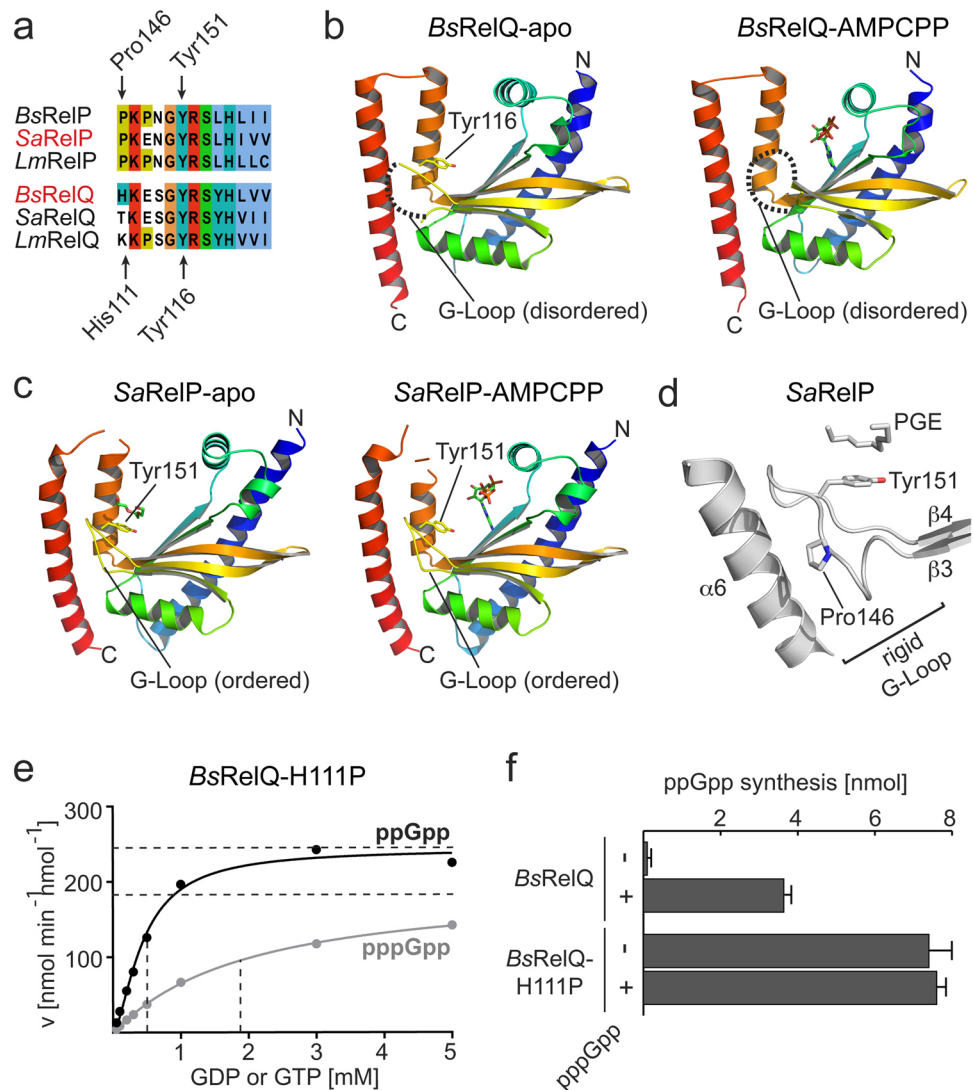 a
Pro146
Tyr151
BsRelP PKPNGYRSLHLII
SaRelP PKENGYRSLHIVV
LmRelP PKPNGYRSLHLLC
BsRelQ HKESGYRSYHLVV
SaRelQ TKESGYRSYHVII
LmRelQ KKPSGYRSYHVVI
His111
Tyr116
b
BsRelQ-apo
N
Tyr116
C
G-Loop (disordered)
BsRelQ-AMPCPP
N
C
G-Loop (disordered)
c
SaRelP-apo
N
Tyr151
C
G-Loop (ordered)
SaRelP-AMPCPP
N
Tyr151
C
G-Loop (ordered)
d
SaRelP
PGE
Tyr151
β4
β3
α6
Pro146
rigid
G-Loop
e
BsRelQ-H111P
300
200
100
v [nmol min⁻¹ nmol⁻¹]
ppGpp
pppGpp
1 2 3 4 5
GDP or GTP [mM]
f
ppGpp synthesis [nmol]
2 4 6 8
BsRelQ
-
+
BsRelQ-
H111P
-
+
pppGpp